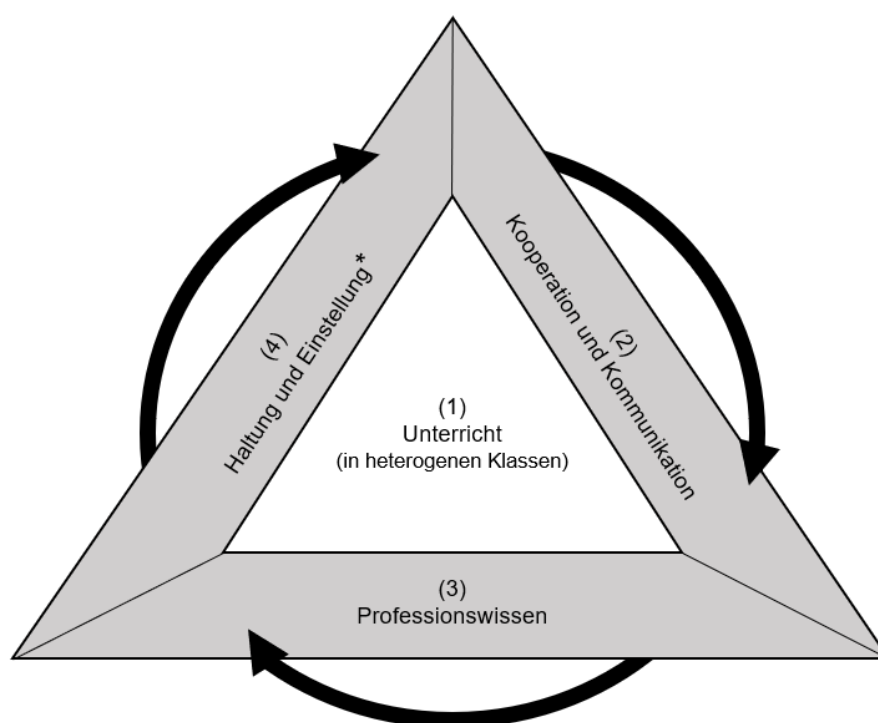 (4)
Haltung und Einstellung *
(2)
Kooperation und Kommunikation
(1)
Unterricht
(in heterogenen Klassen)
(3)
Professionswissen